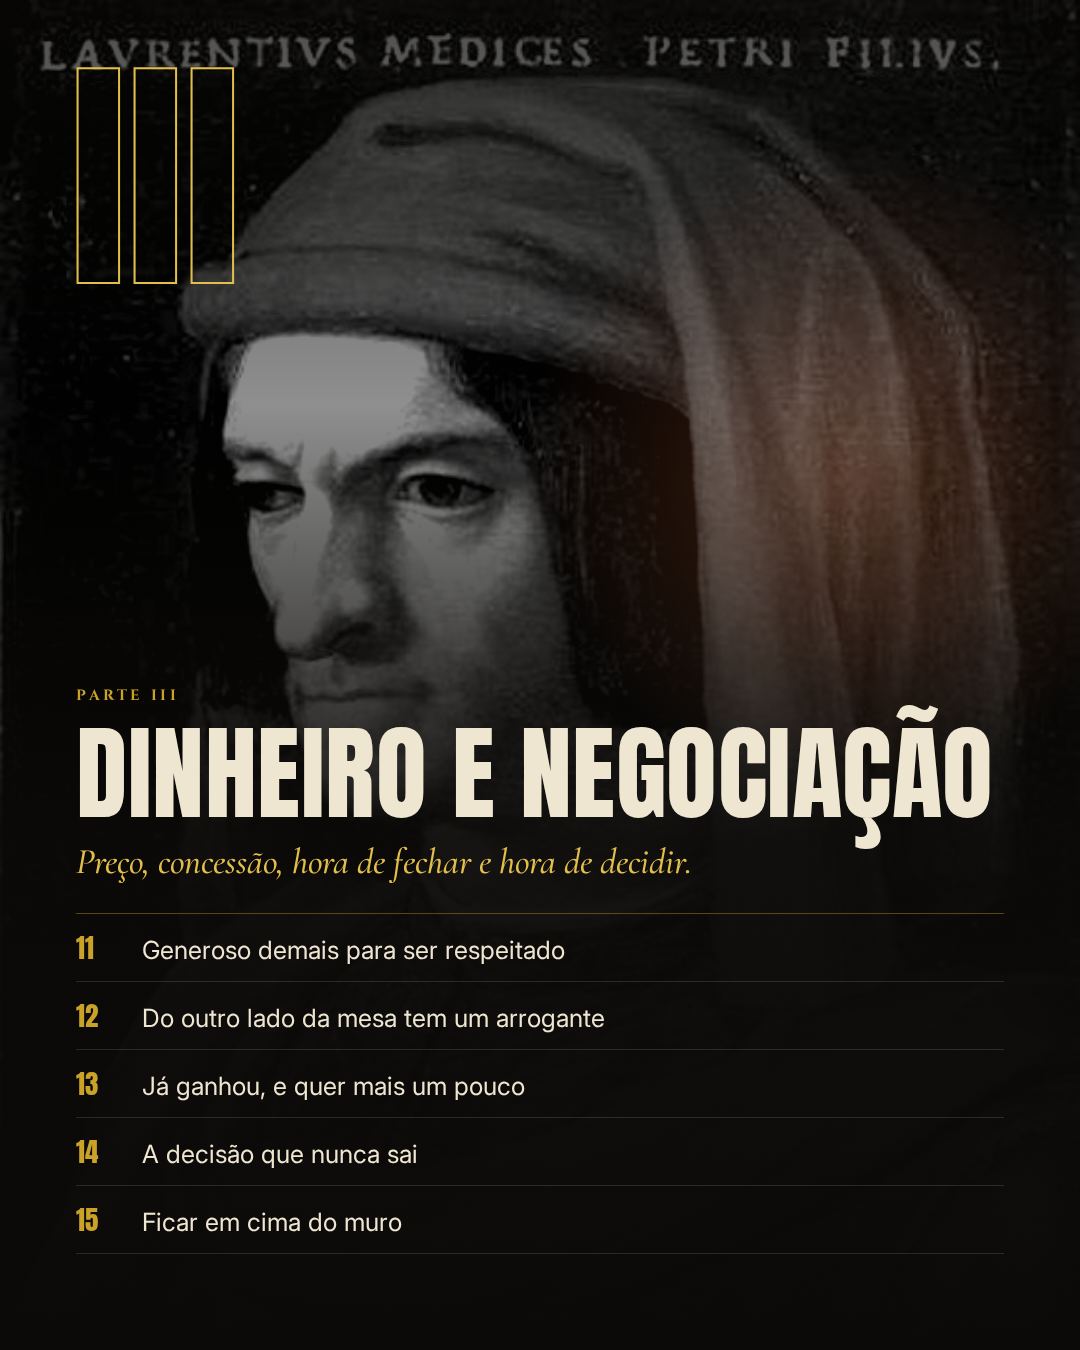 LAVRENTIVS MEDICES PETRI FILIVS.
III
PARTE III
DINHEIRO E NEGOCIAÇÃO
Preço, concessão, hora de fechar e hora de decidir.
11 Generoso demais para ser respeitado
12 Do outro lado da mesa tem um arrogante
13 Já ganhou, e quer mais um pouco
14 A decisão que nunca sai
15 Ficar em cima do muro